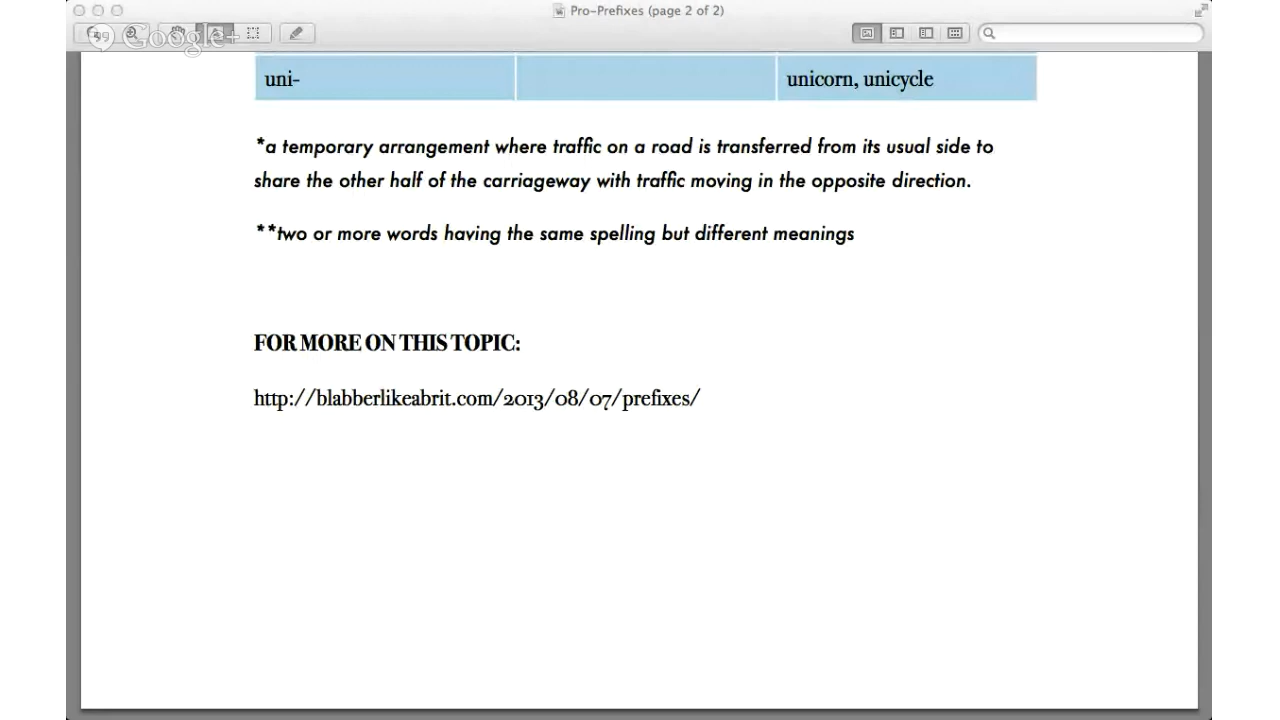 Pro-Prefixes (page 2 of 2)
Google+
uni- unicorn, unicycle
*a temporary arrangement where traffic on a road is transferred from its usual side to
share the other half of the carriageway with traffic moving in the opposite direction.
**two or more words having the same spelling but different meanings
FOR MORE ON THIS TOPIC:
http://blabberlikeabrit.com/2013/08/07/prefixes/